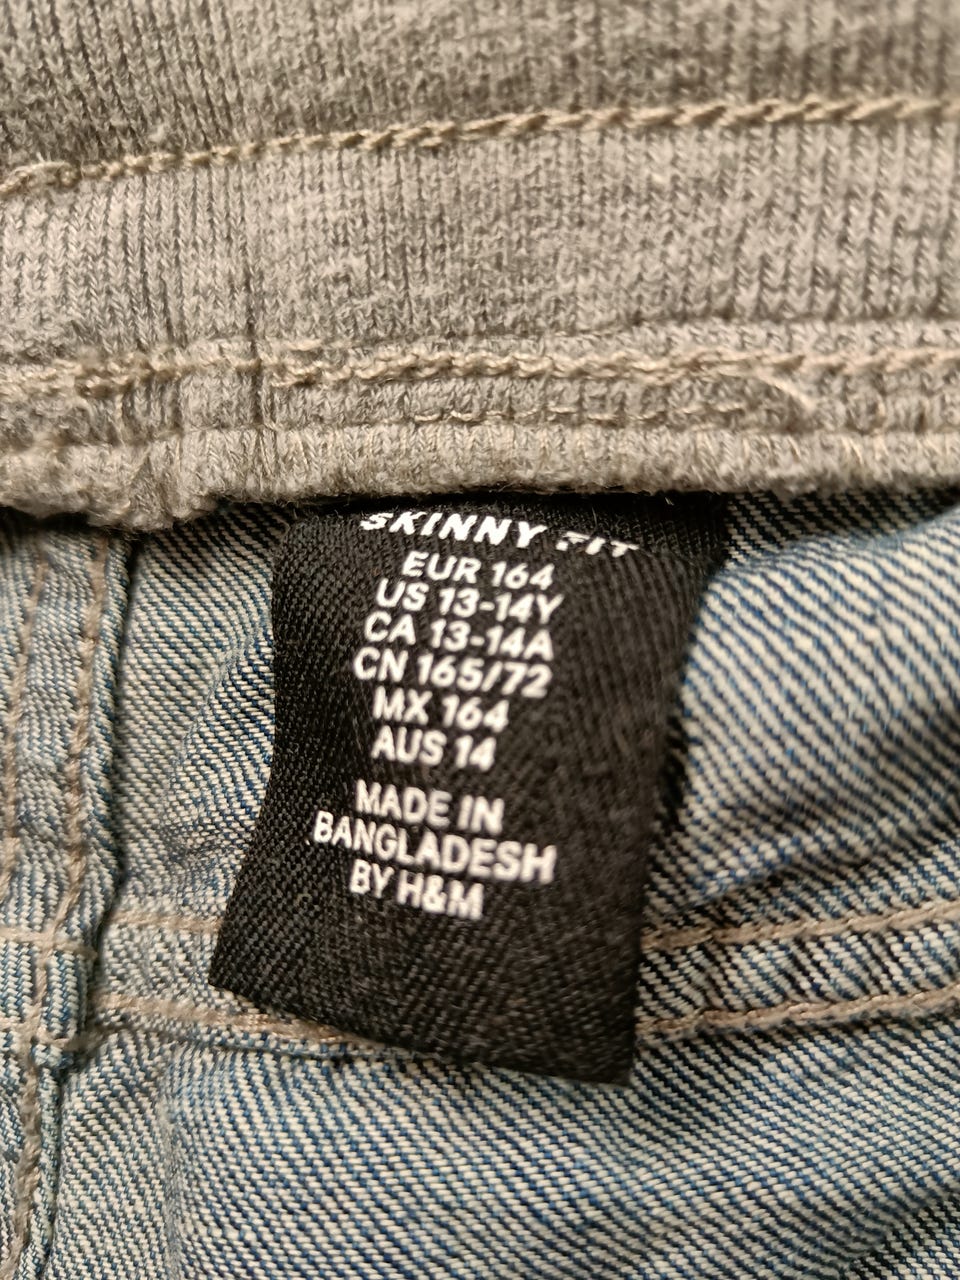 SKINNY FIT
EUR 164
US 13-14Y
CA 13-14A
CN 165/72
MX 164
AUS 14
MADE IN
BANGLADESH
BY H&M